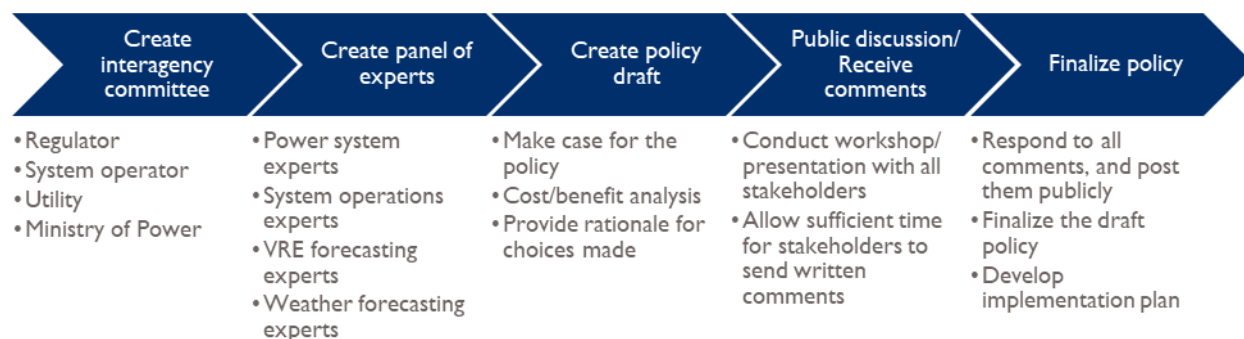 Create
interagency
committee
Create panel of
experts
Create policy
draft
Public discussion/
Receive
comments
Finalize policy
• Regulator
• System operator
• Utility
• Ministry of Power
• Power system
experts
• System operations
experts
• VRE forecasting
experts
• Weather forecasting
experts
• Make case for the
policy
• Cost/benefit analysis
• Provide rationale for
choices made
• Conduct workshop/
presentation with all
stakeholders
• Allow sufficient time
for stakeholders to
send written
comments
• Respond to all
comments, and post
them publicly
• Finalize the draft
policy
• Develop
implementation plan